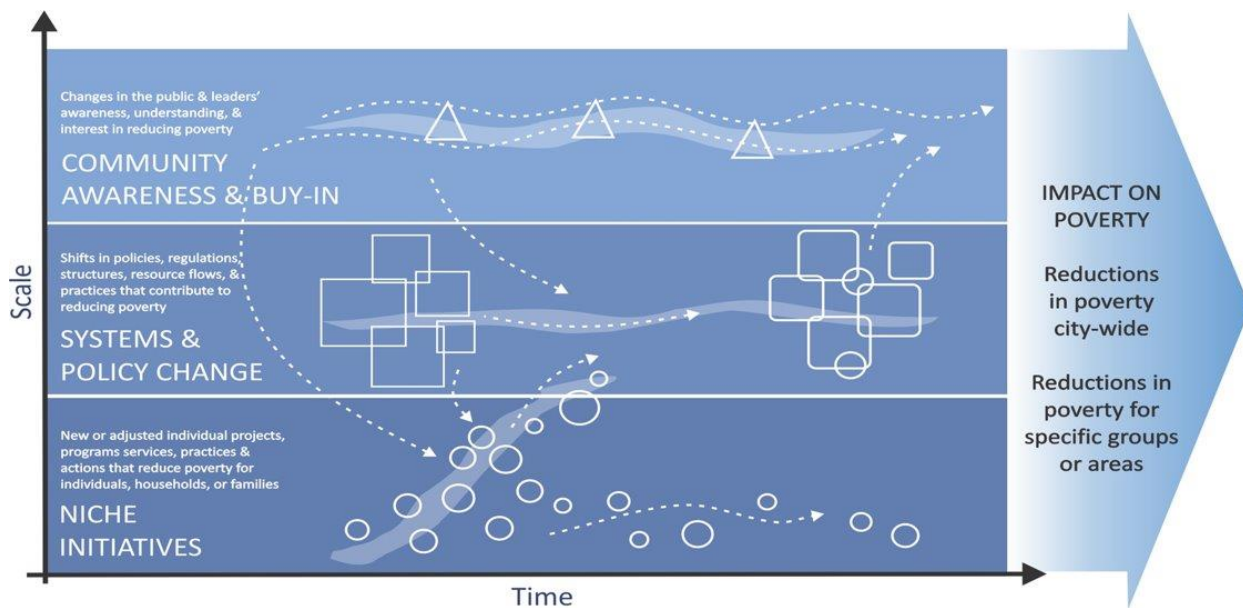 Scale
Changes in the public & leaders'
awareness, understanding, &
interest in reducing poverty
COMMUNITY
AWARENESS & BUY-IN
Shifts in policies, regulations,
structures, resource flows, &
practices that contribute to
reducing poverty
SYSTEMS &
POLICY CHANGE
New or adjusted individual projects,
programs services, practices &
actions that reduce poverty for
individuals, households, or families
NICHE
INITIATIVES
Time
IMPACT ON
POVERTY
Reductions
in poverty
city-wide
Reductions in
poverty for
specific groups
or areas